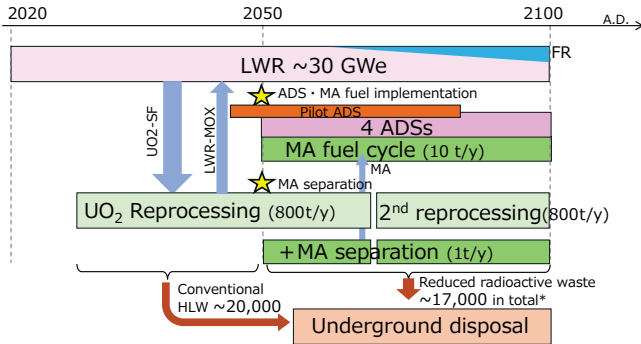 2020 2050 2100 A.D.
LWR ~30 GWe
FR
ADS・MA fuel implementation
Pilot ADS
UO2-SF
LWR-MOX
4 ADSs
MA fuel cycle (10 t/y)
MA
MA separation
UO₂ Reprocessing (800t/y)
2nd reprocessing(800t/y)
+MA separation (1t/y)
Conventional
HLW ~20,000
Reduced radioactive waste
~17,000 in total*
Underground disposal